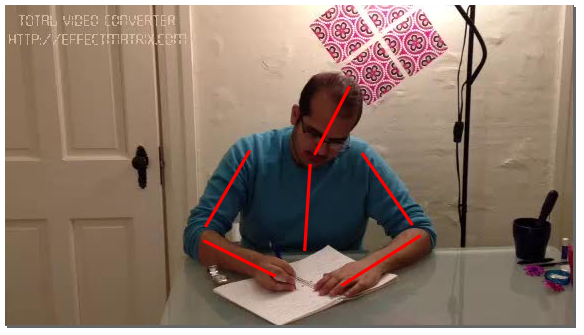 TOTAL VIDEO CONVERTER
HTTP://EFFECTMATRIX.COM